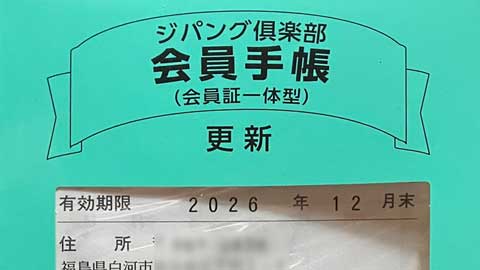 ジパング倶楽部
会員手帳
(会員証一体型)
更新
有効期限 2026 年 12 月末
住所
福島県白河市